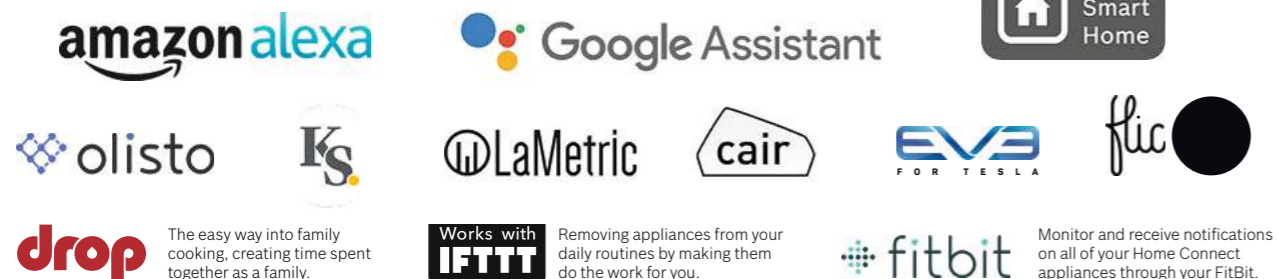 amazon alexa
Google Assistant
Smart
Home
olisto
KS.
LaMetric
cair
EVE
FOR TESLA
flic
drop
The easy way into family
cooking, creating time spent
together as a family.
Works with
IFTTT
Removing appliances from your
daily routines by making them
do the work for you.
fitbit
Monitor and receive notifications
on all of your Home Connect
appliances through your FitBit.